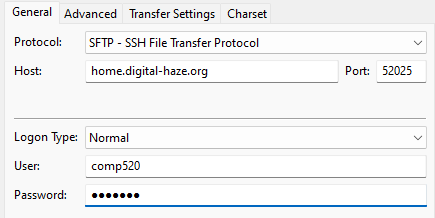 General Advanced Transfer Settings Charset
Protocol: SFTP - SSH File Transfer Protocol
Host: home.digital-haze.org Port: 52025
Logon Type: Normal
User: comp520
Password: ●●●●●●●